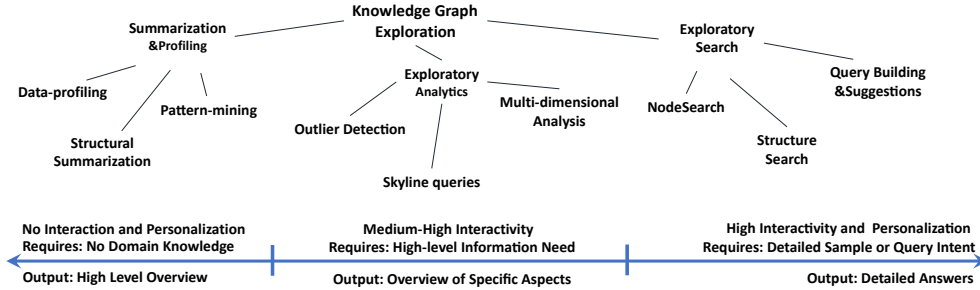 Knowledge Graph
Exploration
Summarization
&Profiling
Data-profiling
Pattern-mining
Structural
Summarization
Exploratory
Analytics
Outlier Detection
Multi-dimensional
Analysis
Skyline queries
Exploratory
Search
Query Building
&Suggestions
NodeSearch
Structure
Search
No Interaction and Personalization
Requires: No Domain Knowledge
Output: High Level Overview
Medium-High Interactivity
Requires: High-level Information Need
Output: Overview of Specific Aspects
High Interactivity and Personalization
Requires: Detailed Sample or Query Intent
Output: Detailed Answers